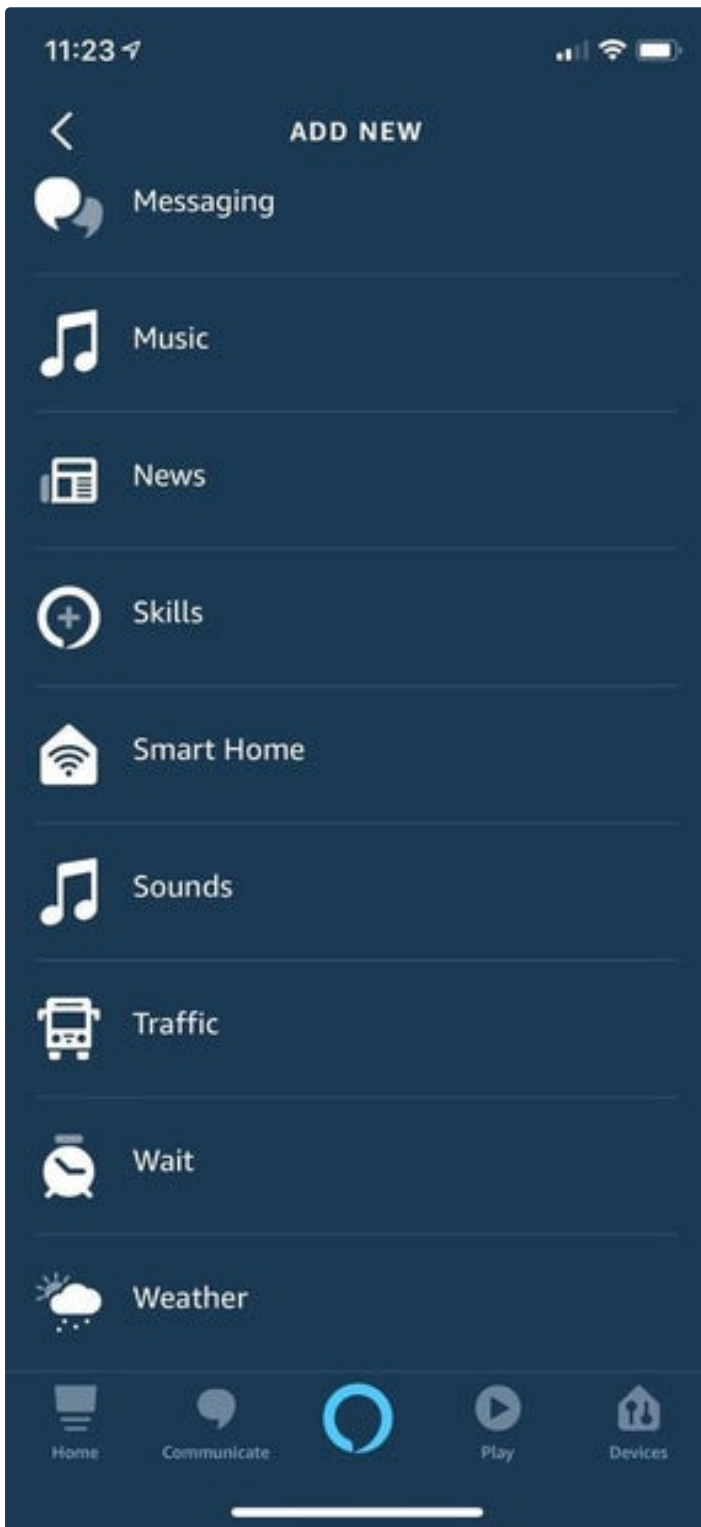 11:23
ADD NEW
Messaging
Music
News
Skills
Smart Home
Sounds
Traffic
Wait
Weather
Home
Communicate
Play
Devices